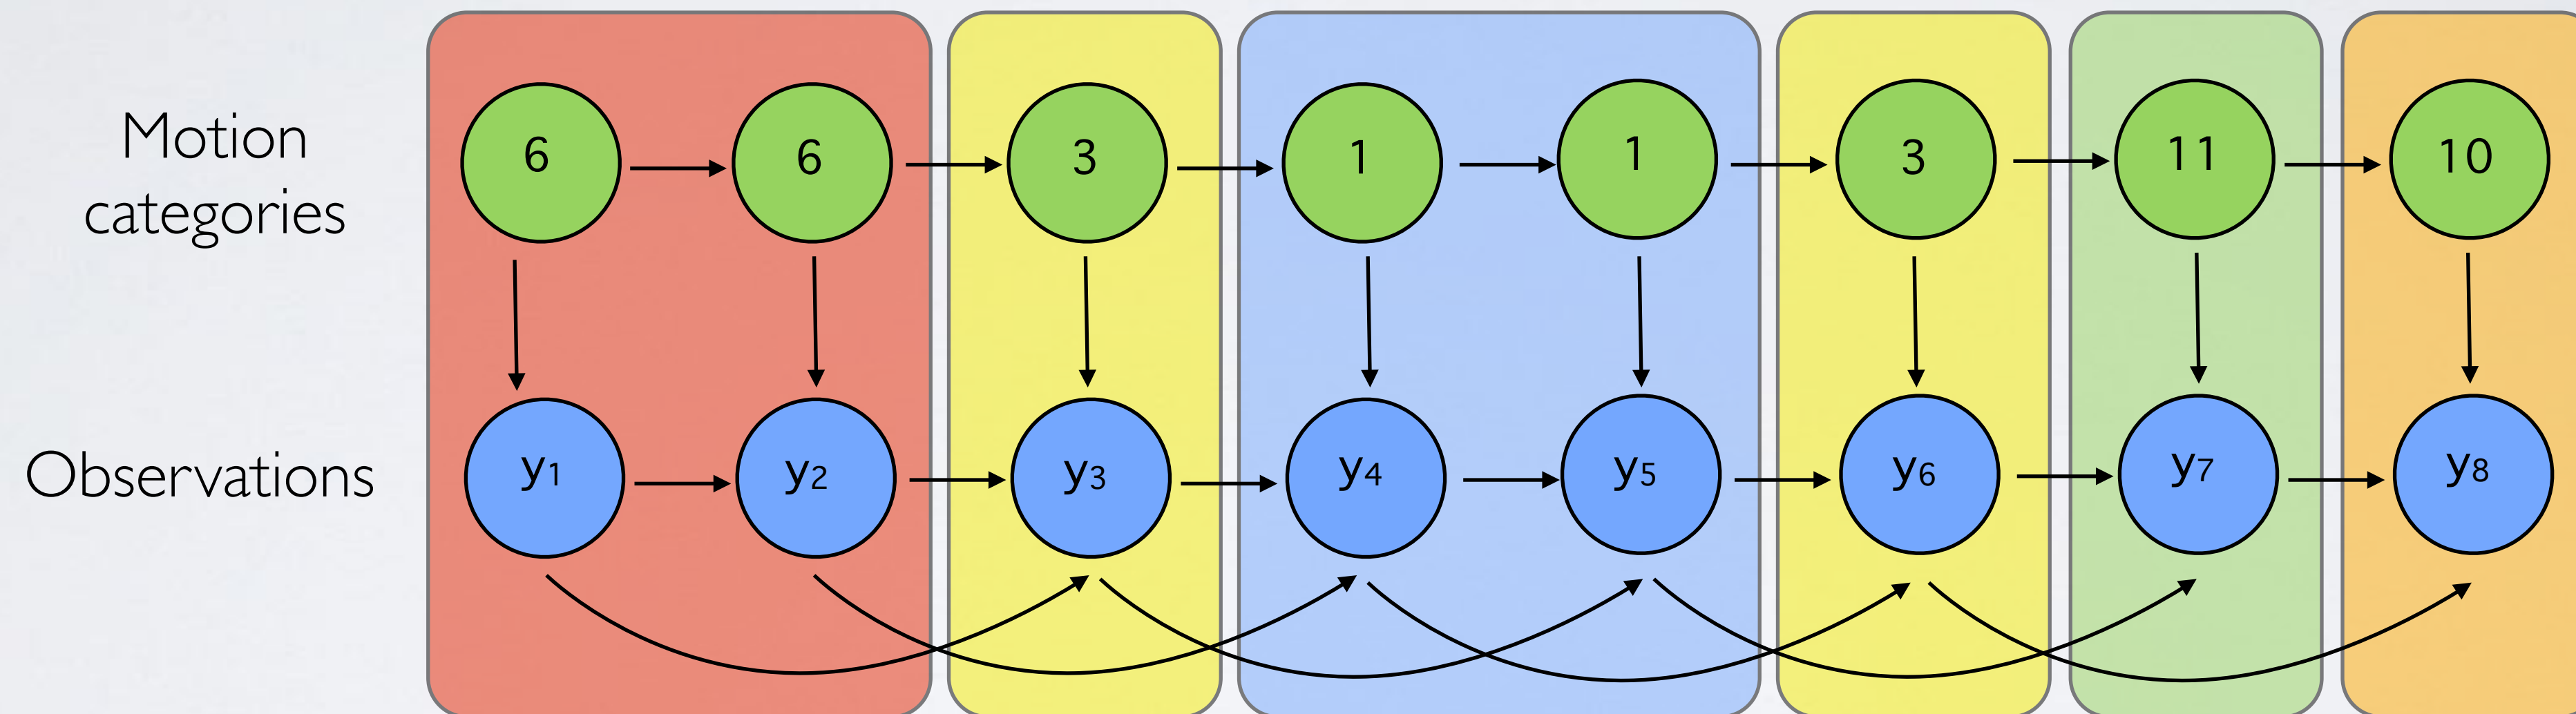 Motion
categories
6 6 3 1 1 3 11 10
Observations
y1 y2 y3 y4 y5 y6 y7 y8